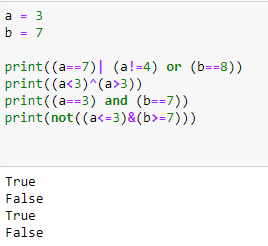 a = 3
b = 7
print((a==7)| (a!=4) or (b==8))
print((a<3)^(a>3))
print((a==3) and (b==7))
print(not((a<=3)&(b>=7)))
True
False
True
False